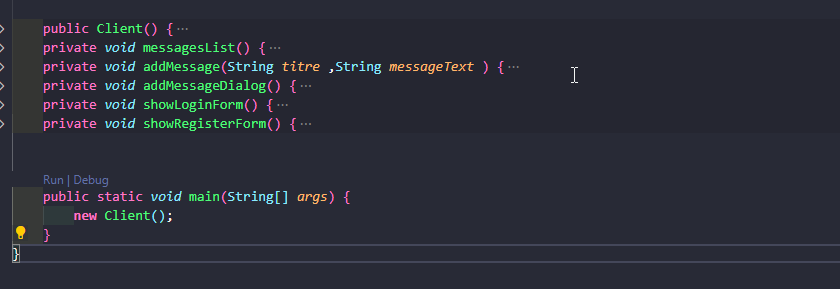 public Client() {···
private void messagesList() {···
private void addMessage(String titre ,String messageText ) {···
private void addMessageDialog() {···
private void showLoginForm() {···
private void showRegisterForm() {···
Run | Debug
public static void main(String[] args) {
new Client();
}
}